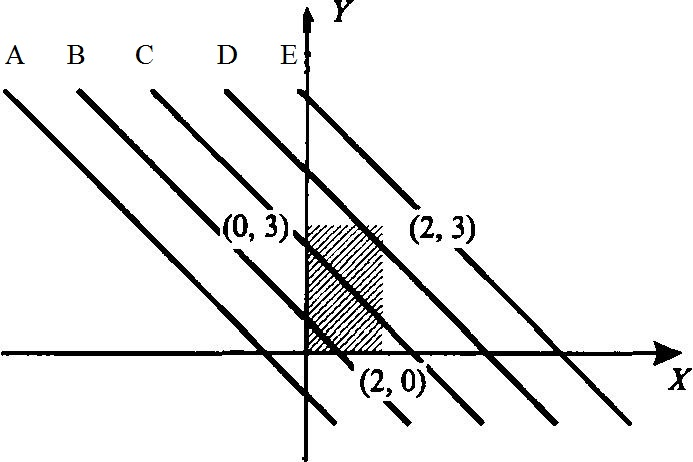 Y
A B C D E
(0, 3) (2, 3)
(2, 0)
X